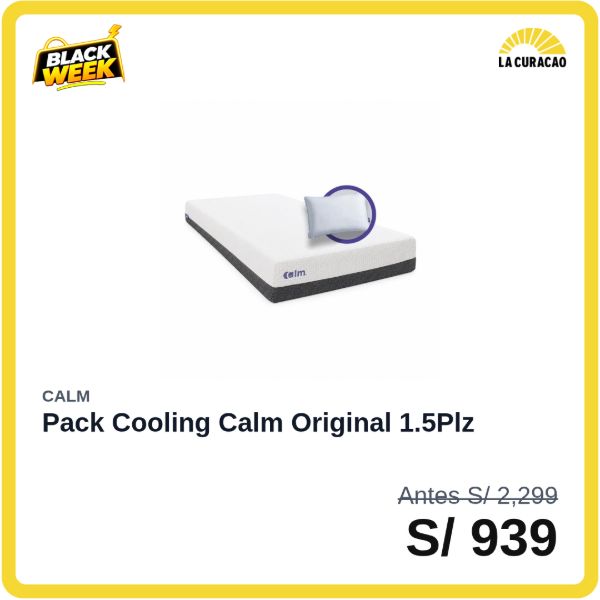 BLACK
WEEK
LA CURACAO
Calm.
CALM
Pack Cooling Calm Original 1.5Plz
Antes S/ 2,299
S/ 939